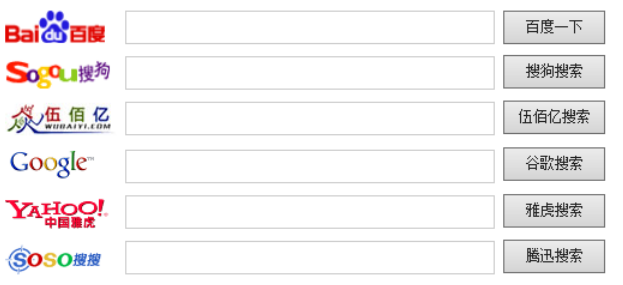 Bai du 百度 百度一下
Sogou搜狗 搜狗搜索
伍佰亿 伍佰亿搜索
WUBAIYI.COM
Google™ 谷歌搜索
YAHOO! 雅虎搜索
中国雅虎
SOSO搜搜 腾迅搜索